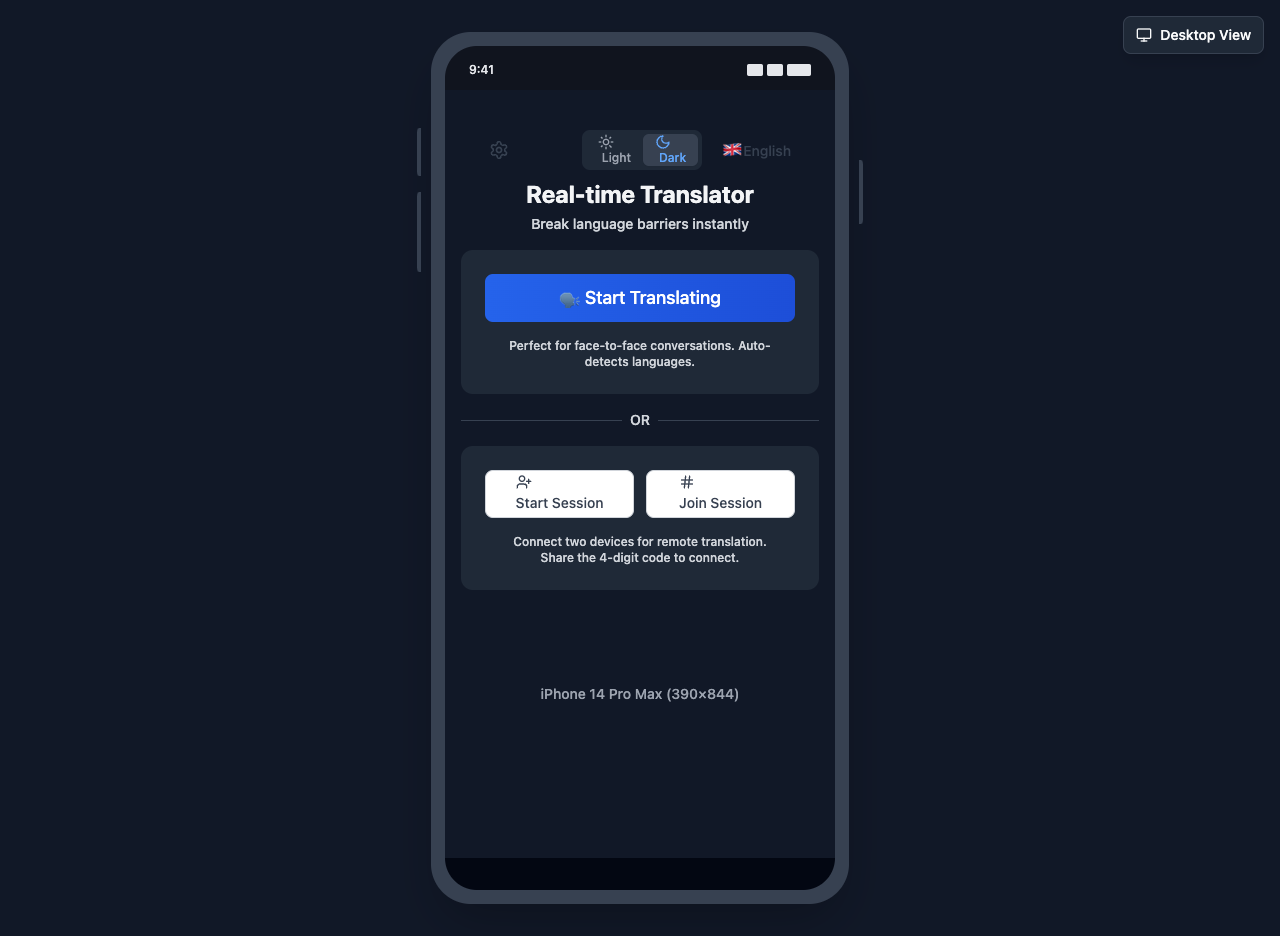 Desktop View
9:41
Light
Dark
English
Real-time Translator
Break language barriers instantly
Start Translating
Perfect for face-to-face conversations. Auto-
detects languages.
OR
Start Session
Join Session
Connect two devices for remote translation.
Share the 4-digit code to connect.
iPhone 14 Pro Max (390×844)